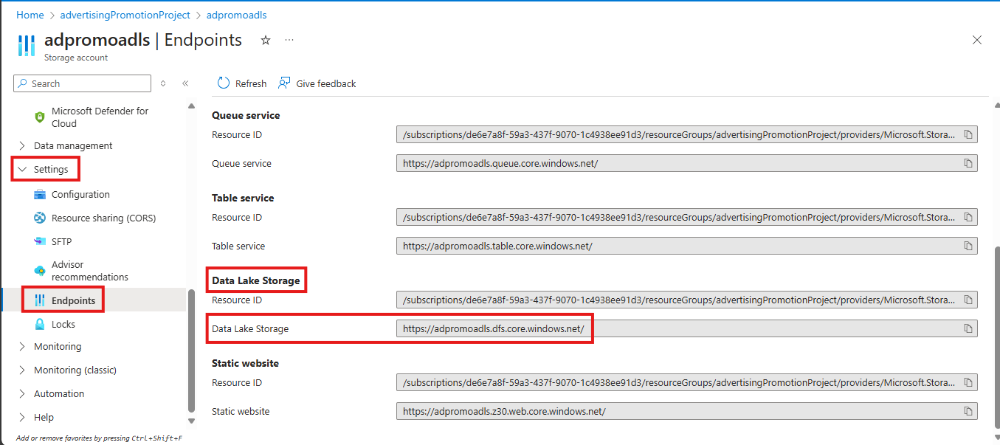 Home > advertisingPromotionProject > adpromoadls
adpromoadls | Endpoints
Storage account
Search
Refresh
Give feedback
Microsoft Defender for
Cloud
Data management
Settings
Configuration
Resource sharing (CORS)
SFTP
Advisor
recommendations
Endpoints
Locks
Monitoring
Monitoring (classic)
Automation
Help
Add or remove favorites by pressing Ctrl+Shift+F
Queue service
Resource ID /subscriptions/de6e7a8f-59a3-437f-9070-1c4938ee91d3/resourceGroups/advertisingPromotionProject/providers/Microsoft.Stora...
Queue service https://adpromoadls.queue.core.windows.net/
Table service
Resource ID /subscriptions/de6e7a8f-59a3-437f-9070-1c4938ee91d3/resourceGroups/advertisingPromotionProject/providers/Microsoft.Stora...
Table service https://adpromoadls.table.core.windows.net/
Data Lake Storage
Resource ID /subscriptions/de6e7a8f-59a3-437f-9070-1c4938ee91d3/resourceGroups/advertisingPromotionProject/providers/Microsoft.Stora...
Data Lake Storage https://adpromoadls.dfs.core.windows.net/
Static website
Resource ID /subscriptions/de6e7a8f-59a3-437f-9070-1c4938ee91d3/resourceGroups/advertisingPromotionProject/providers/Microsoft.Stora...
Static website https://adpromoadls.z30.web.core.windows.net/